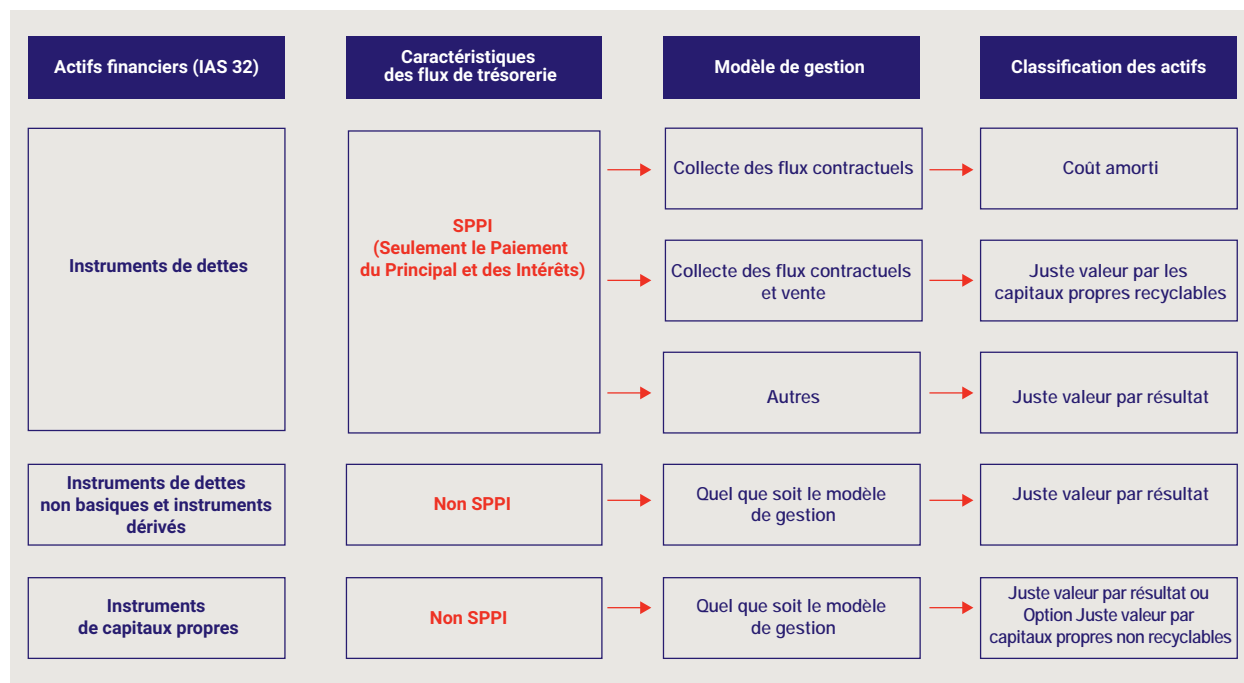 Actifs financiers (IAS 32)
Caractéristiques
des flux de trésorerie
Modèle de gestion
Classification des actifs
Instruments de dettes
SPPI
(Seulement le Paiement
du Principal et des Intérêts)
Collecte des flux contractuels
Coût amorti
Collecte des flux contractuels
et vente
Juste valeur par les
capitaux propres recyclables
Autres
Juste valeur par résultat
Instruments de dettes
non basiques et instruments
dérivés
Non SPPI
Quel que soit le modèle
de gestion
Juste valeur par résultat
Instruments
de capitaux propres
Non SPPI
Quel que soit le modèle
de gestion
Juste valeur par résultat ou
Option Juste valeur par
capitaux propres non recyclables